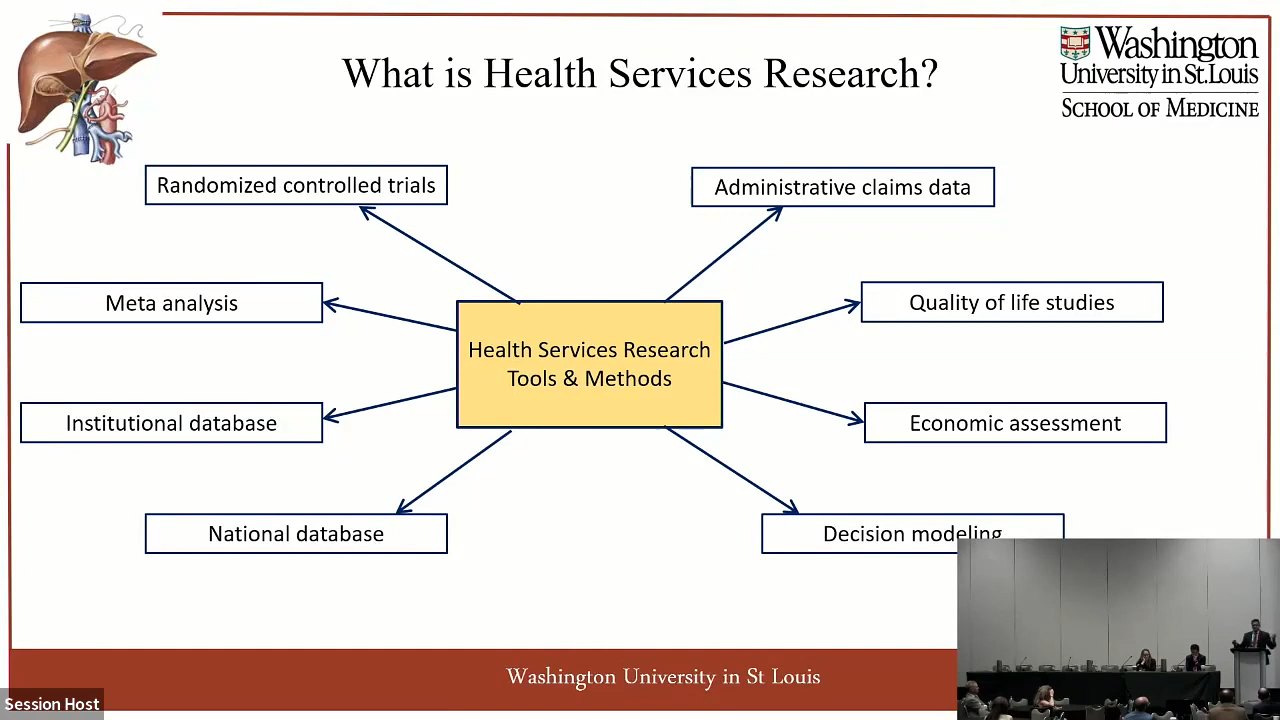 What is Health Services Research?
Washington
University in St. Louis
SCHOOL OF MEDICINE
Randomized controlled trials
Administrative claims data
Meta analysis
Quality of life studies
Health Services Research
Tools & Methods
Institutional database
Economic assessment
National database
Decision modeling
Washington University in St Louis
Session Host